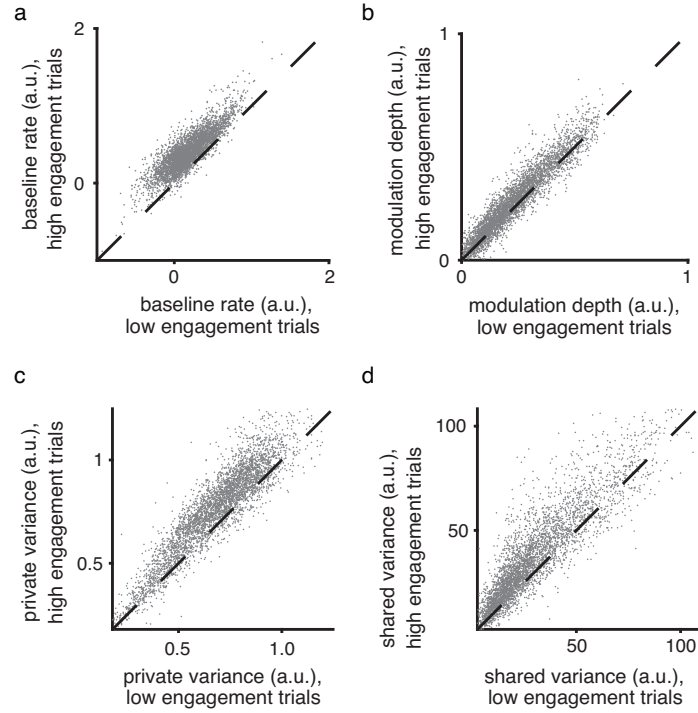 a
baseline rate (a.u.),
high engagement trials
2
0
0
2
baseline rate (a.u.),
low engagement trials
b
modulation depth (a.u.),
high engagement trials
1
0
0
1
modulation depth (a.u.),
low engagement trials
c
private variance (a.u.),
high engagement trials
1
0.5
0.5
1.0
private variance (a.u.),
low engagement trials
d
shared variance (a.u.),
high engagement trials
100
50
50
100
shared variance (a.u.),
low engagement trials